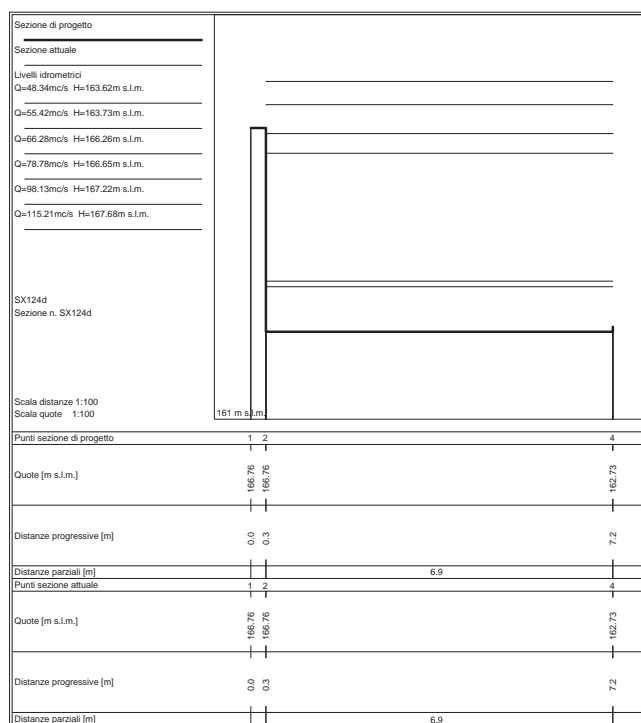 Sezione di progetto
Sezione attuale
Livelli idrometrici
Q=48.34mc/s H=163.62m s.l.m.
Q=55.42mc/s H=163.73m s.l.m.
Q=66.28mc/s H=166.26m s.l.m.
Q=78.78mc/s H=166.65m s.l.m.
Q=98.13mc/s H=167.22m s.l.m.
Q=115.21mc/s H=167.68m s.l.m.
SX124d
Sezione n. SX124d
Scala distanze 1:100
Scala quote 1:100
161 m s.l.m.
Punti sezione di progetto 1 2 4
Quote [m s.l.m.] 166.76 166.76 162.73
Distanze progressive [m] 0.0 0.3 7.2
Distanze parziali [m] 6.9
Punti sezione attuale 1 2 4
Quote [m s.l.m.] 166.76 166.76 162.73
Distanze progressive [m] 0.0 0.3 7.2
Distanze parziali [m] 6.9